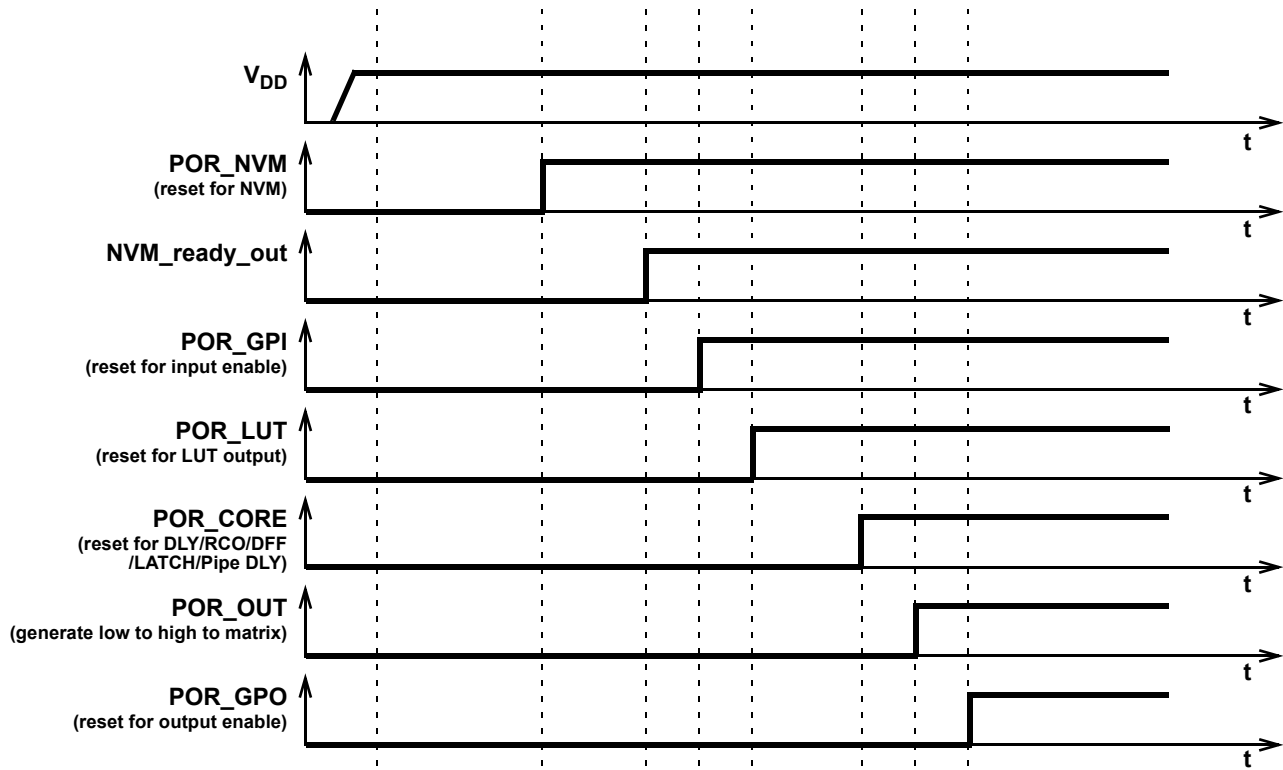 V_DD
t
POR_NVM
(reset for NVM)
t
NVM_ready_out
t
POR_GPI
(reset for input enable)
t
POR_LUT
(reset for LUT output)
t
POR_CORE
(reset for DLY/RCO/DFF
/LATCH/Pipe DLY)
t
POR_OUT
(generate low to high to matrix)
t
POR_GPO
(reset for output enable)
t